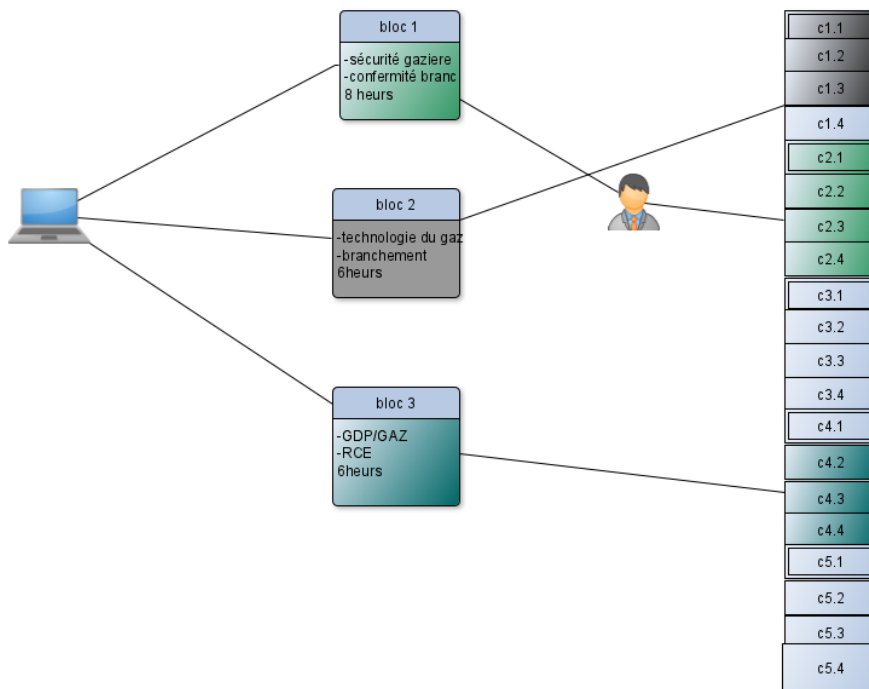 bloc 1
-sécurité gaziere
-confermité branc
8 heurs
bloc 2
-technologie du gaz
-branchement
6heurs
bloc 3
-GDP/GAZ
-RCE
6heurs
c1.1
c1.2
c1.3
c1.4
c2.1
c2.2
c2.3
c2.4
c3.1
c3.2
c3.3
c3.4
c4.1
c4.2
c4.3
c4.4
c5.1
c5.2
c5.3
c5.4